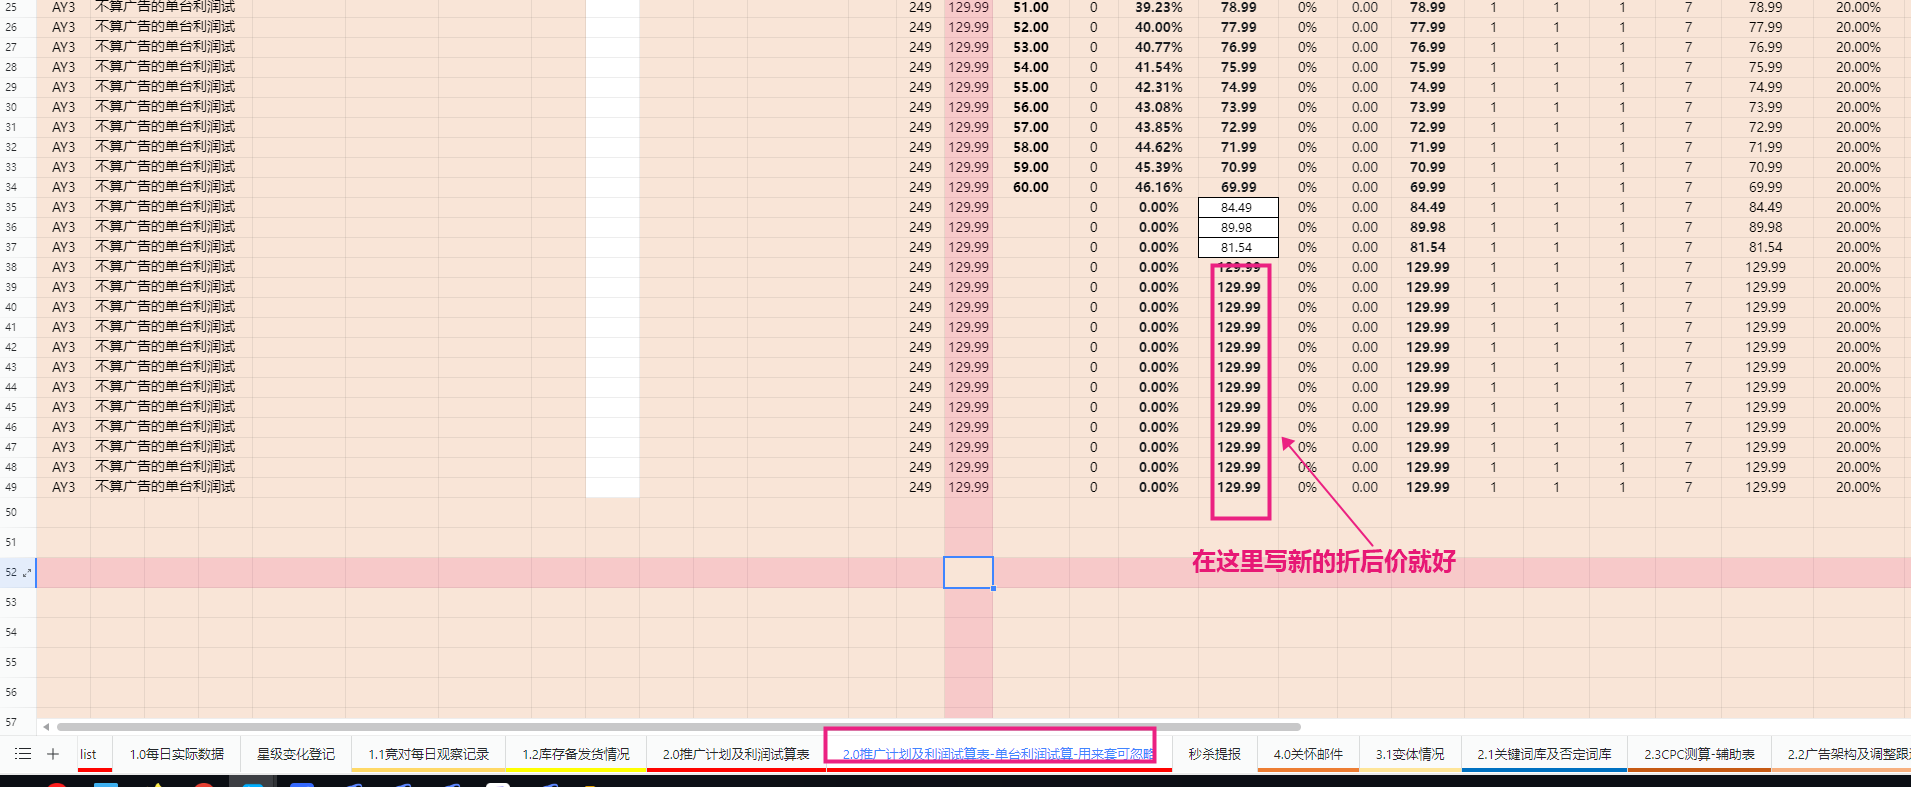 25 AY3 不算广告的单台利润试 249 129.99 51.00 0 39.23% 78.99 0% 0.00 78.99 1 1 1 7 78.99 20.00%
26 AY3 不算广告的单台利润试 249 129.99 52.00 0 40.00% 77.99 0% 0.00 77.99 1 1 1 7 77.99 20.00%
27 AY3 不算广告的单台利润试 249 129.99 53.00 0 40.77% 76.99 0% 0.00 76.99 1 1 1 7 76.99 20.00%
28 AY3 不算广告的单台利润试 249 129.99 54.00 0 41.54% 75.99 0% 0.00 75.99 1 1 1 7 75.99 20.00%
29 AY3 不算广告的单台利润试 249 129.99 55.00 0 42.31% 74.99 0% 0.00 74.99 1 1 1 7 74.99 20.00%
30 AY3 不算广告的单台利润试 249 129.99 56.00 0 43.08% 73.99 0% 0.00 73.99 1 1 1 7 73.99 20.00%
31 AY3 不算广告的单台利润试 249 129.99 57.00 0 43.85% 72.99 0% 0.00 72.99 1 1 1 7 72.99 20.00%
32 AY3 不算广告的单台利润试 249 129.99 58.00 0 44.62% 71.99 0% 0.00 71.99 1 1 1 7 71.99 20.00%
33 AY3 不算广告的单台利润试 249 129.99 59.00 0 45.39% 70.99 0% 0.00 70.99 1 1 1 7 70.99 20.00%
34 AY3 不算广告的单台利润试 249 129.99 60.00 0 46.16% 69.99 0% 0.00 69.99 1 1 1 7 69.99 20.00%
35 AY3 不算广告的单台利润试 249 129.99 0 0.00% 84.49 0% 0.00 84.49 1 1 1 7 84.49 20.00%
36 AY3 不算广告的单台利润试 249 129.99 0 0.00% 89.98 0% 0.00 89.98 1 1 1 7 89.98 20.00%
37 AY3 不算广告的单台利润试 249 129.99 0 0.00% 81.54 0% 0.00 81.54 1 1 1 7 81.54 20.00%
38 AY3 不算广告的单台利润试 249 129.99 0 0.00% 129.99 0% 0.00 129.99 1 1 1 7 129.99 20.00%
39 AY3 不算广告的单台利润试 249 129.99 0 0.00% 129.99 0% 0.00 129.99 1 1 1 7 129.99 20.00%
40 AY3 不算广告的单台利润试 249 129.99 0 0.00% 129.99 0% 0.00 129.99 1 1 1 7 129.99 20.00%
41 AY3 不算广告的单台利润试 249 129.99 0 0.00% 129.99 0% 0.00 129.99 1 1 1 7 129.99 20.00%
42 AY3 不算广告的单台利润试 249 129.99 0 0.00% 129.99 0% 0.00 129.99 1 1 1 7 129.99 20.00%
43 AY3 不算广告的单台利润试 249 129.99 0 0.00% 129.99 0% 0.00 129.99 1 1 1 7 129.99 20.00%
44 AY3 不算广告的单台利润试 249 129.99 0 0.00% 129.99 0% 0.00 129.99 1 1 1 7 129.99 20.00%
45 AY3 不算广告的单台利润试 249 129.99 0 0.00% 129.99 0% 0.00 129.99 1 1 1 7 129.99 20.00%
46 AY3 不算广告的单台利润试 249 129.99 0 0.00% 129.99 0% 0.00 129.99 1 1 1 7 129.99 20.00%
47 AY3 不算广告的单台利润试 249 129.99 0 0.00% 129.99 0% 0.00 129.99 1 1 1 7 129.99 20.00%
48 AY3 不算广告的单台利润试 249 129.99 0 0.00% 129.99 0% 0.00 129.99 1 1 1 7 129.99 20.00%
49 AY3 不算广告的单台利润试 249 129.99 0 0.00% 129.99 0% 0.00 129.99 1 1 1 7 129.99 20.00%
50
51
在这里写新的折后价就好
52
53
54
55
56
57
list 1.0每日实际数据 星级变化登记 1.1竞对每日观察记录 1.2库存备发货情况 2.0推广计划及利润试算表 2.0推广计划及利润试算表-单台利润试算-用来套可忽略 秒杀提报 4.0关怀邮件 3.1变体情况 2.1关键词库及否定词库 2.3CPC测算-辅助表 2.2广告架构及调整跟